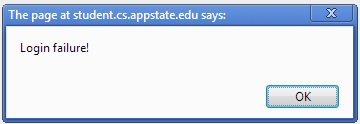 The page at student.cs.appstate.edu says:
Login failure!
OK